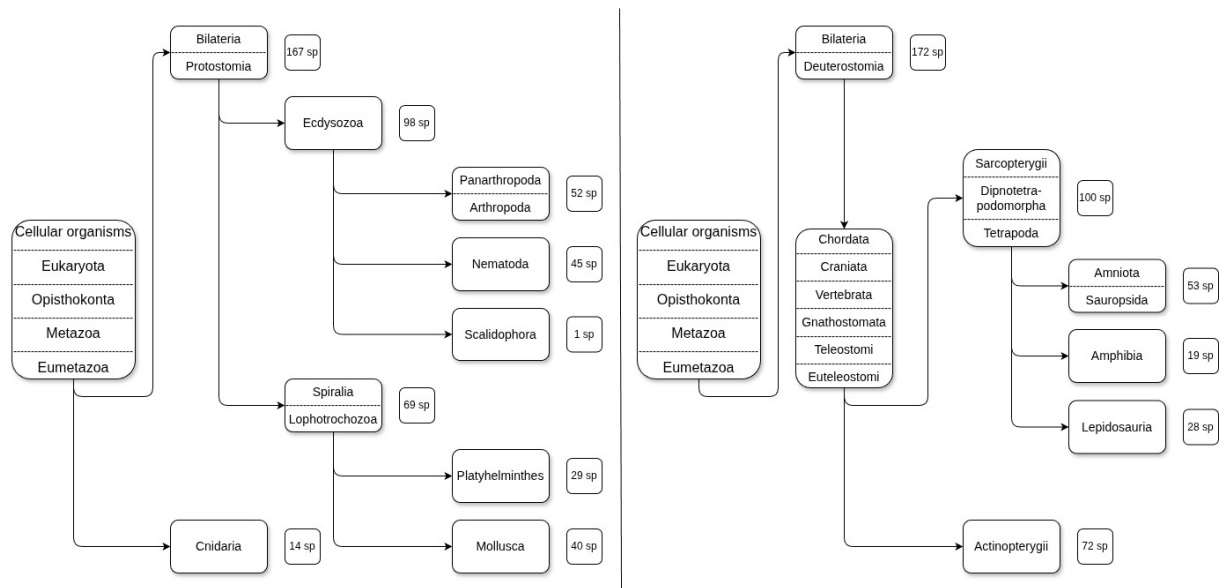 Bilateria
Protostomia
167 sp
Ecdysozoa
98 sp
Panarthropoda
Arthropoda
52 sp
Nematoda
45 sp
Scalidophora
1 sp
Cellular organisms
Eukaryota
Opisthokonta
Metazoa
Eumetazoa
Spiralia
Lophotrochozoa
69 sp
Platyhelminthes
29 sp
Mollusca
40 sp
Cnidaria
14 sp
Bilateria
Deuterostomia
172 sp
Cellular organisms
Eukaryota
Opisthokonta
Metazoa
Eumetazoa
Chordata
Craniata
Vertebrata
Gnathostomata
Teleostomi
Euteleostomi
Sarcopterygii
Dipnotetra-
podomorpha
Tetrapoda
100 sp
Amniota
Sauropsida
53 sp
Amphibia
19 sp
Lepidosauria
28 sp
Actinopterygii
72 sp